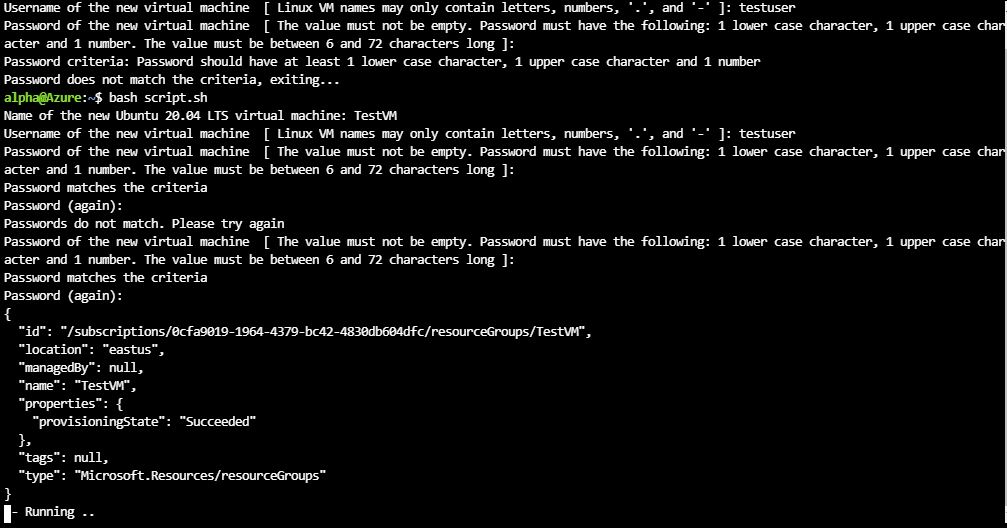 Username of the new virtual machine  [ Linux VM names may only contain letters, numbers, '.', and '-' ]: testuser
Password of the new virtual machine  [ The value must not be empty. Password must have the following: 1 lower case character, 1 upper case char
acter and 1 number. The value must be between 6 and 72 characters long ]:
Password criteria: Password should have at least 1 lower case character, 1 upper case character and 1 number
Password does not match the criteria, exiting...
alpha@Azure:~$ bash script.sh
Name of the new Ubuntu 20.04 LTS virtual machine: TestVM
Username of the new virtual machine  [ Linux VM names may only contain letters, numbers, '.', and '-' ]: testuser
Password of the new virtual machine  [ The value must not be empty. Password must have the following: 1 lower case character, 1 upper case char
acter and 1 number. The value must be between 6 and 72 characters long ]:
Password matches the criteria
Password (again):
Passwords do not match. Please try again
Password of the new virtual machine  [ The value must not be empty. Password must have the following: 1 lower case character, 1 upper case char
acter and 1 number. The value must be between 6 and 72 characters long ]:
Password matches the criteria
Password (again):
{
  "id": "/subscriptions/0cfa9019-1964-4379-bc42-4830db604dfc/resourceGroups/TestVM",
  "location": "eastus",
  "managedBy": null,
  "name": "TestVM",
  "properties": {
    "provisioningState": "Succeeded"
  },
  "tags": null,
  "type": "Microsoft.Resources/resourceGroups"
}
- Running ..